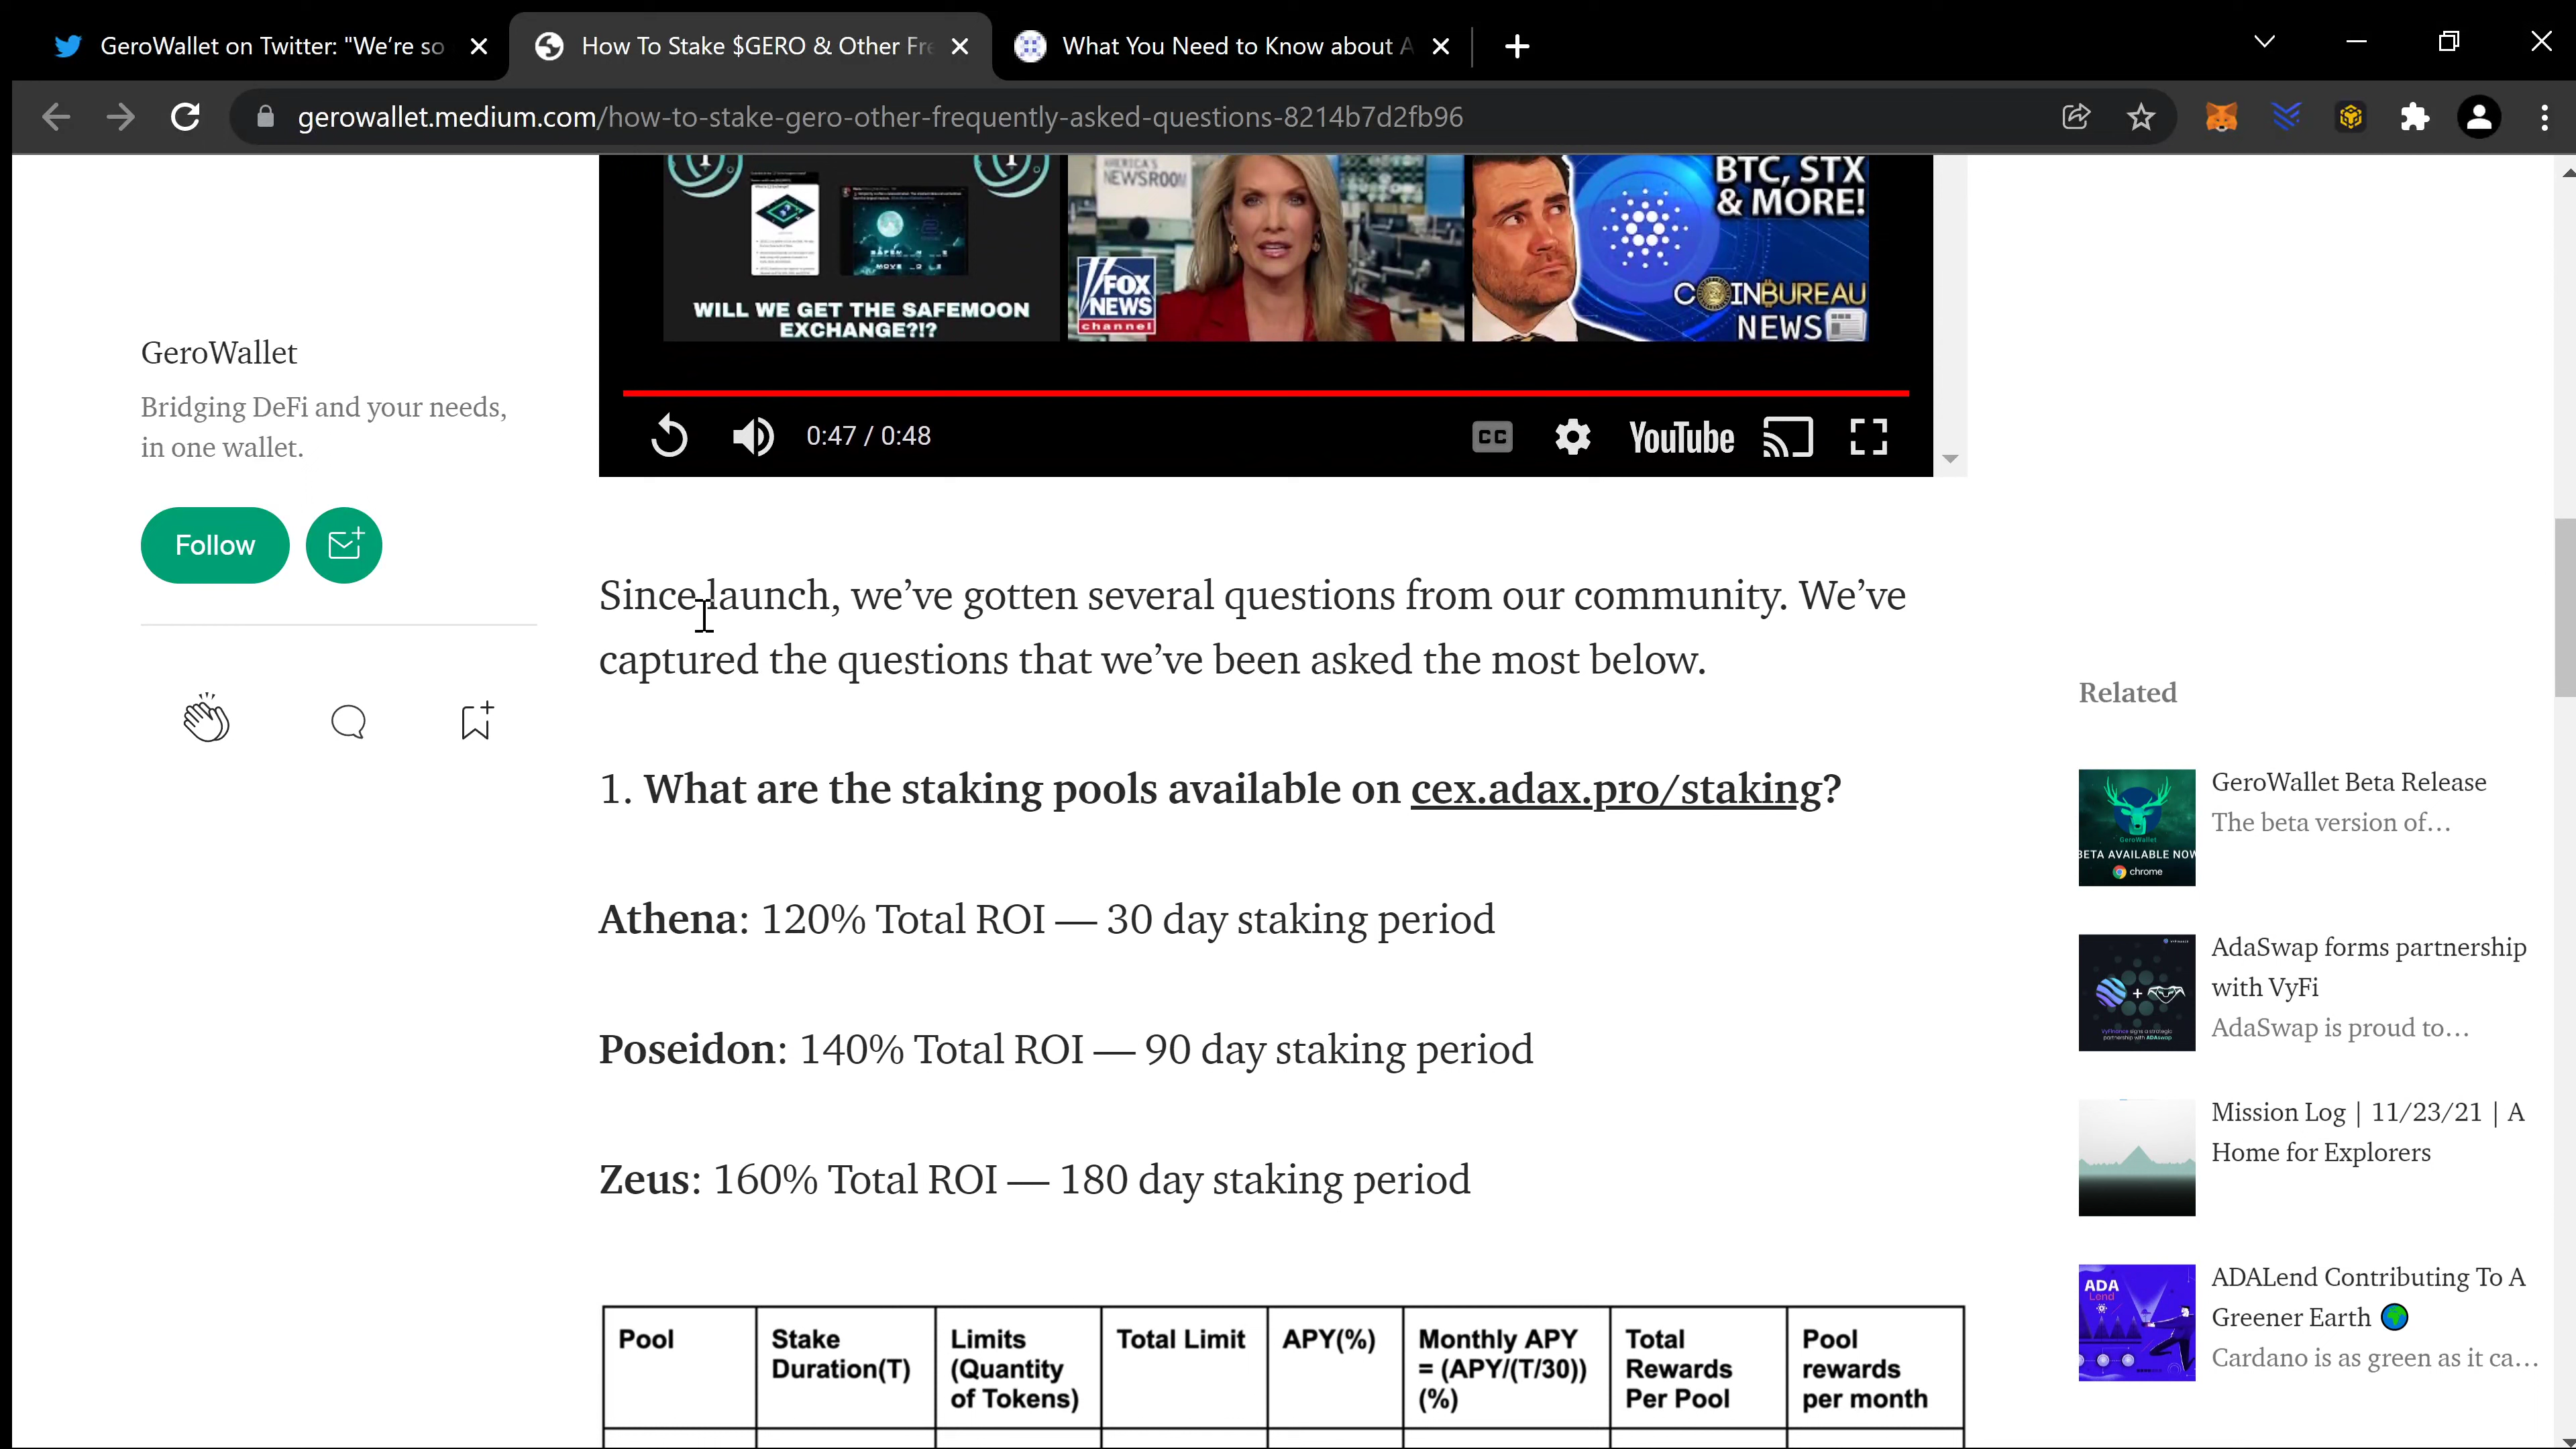 GeroWallet on Twitter: "We're so
How To Stake $GERO & Other Fre
What You Need to Know about A
gerowallet.medium.com/how-to-stake-gero-other-frequently-asked-questions-8214b7d2fb96
WILL WE GET THE SAFEMOON
EXCHANGE?!?
AMERICA'S
NEWSROOM
FOX
NEWS
channel
BTC, STX
& MORE!
COINBUREAU
NEWS
0:47 / 0:48
CC
YouTube
GeroWallet
Bridging DeFi and your needs,
in one wallet.
Follow
Since launch, we've gotten several questions from our community. We've
captured the questions that we've been asked the most below.
1. What are the staking pools available on cex.adax.pro/staking?
Athena: 120% Total ROI — 30 day staking period
Poseidon: 140% Total ROI — 90 day staking period
Zeus: 160% Total ROI — 180 day staking period
Pool
Stake
Duration(T)
Limits
(Quantity
of Tokens)
Total Limit
APY(%)
Monthly APY
= (APY/(T/30))
(%)
Total
Rewards
Per Pool
Pool
rewards
per month
Related
GeroWallet
BETA AVAILABLE NOW
chrome
GeroWallet Beta Release
The beta version of…
AdaSwap forms partnership
with VyFi
AdaSwap is proud to…
Mission Log | 11/23/21 | A
Home for Explorers
ADA
Lend
ADALend Contributing To A
Greener Earth 🌍
Cardano is as green as it ca…